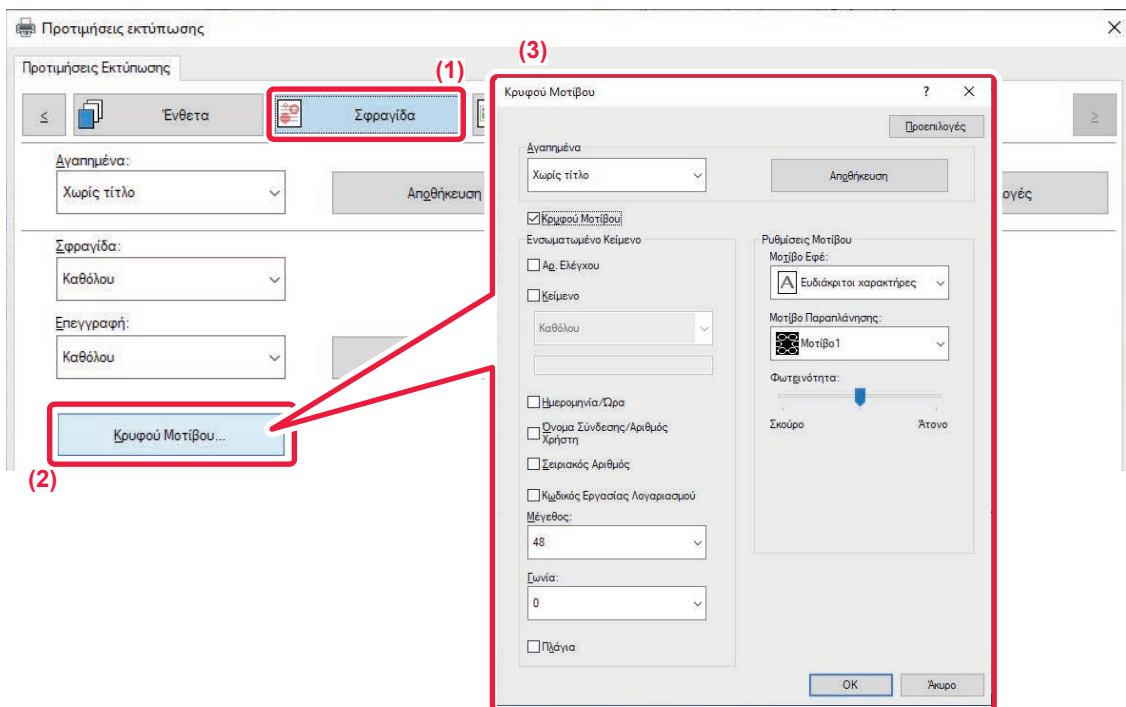 Προτιμήσεις εκτύπωσης
Προτιμήσεις Εκτύπωσης
(1)
(3)
<
Ένθετα
Σφραγίδα
>
Αγαπημένα:
Χωρίς τίτλο
Αποθήκευση
ογές
Σφραγίδα:
Καθόλου
Επεγγραφή:
Καθόλου
Κρυφού Μοτίβου...
(2)
Κρυφού Μοτίβου
?
Προεπιλογές
Αγαπημένα
Χωρίς τίτλο
Αποθήκευση
Κρυφού Μοτίβου
Ενσωματωμένο Κείμενο
Αρ. Ελέγχου
Κείμενο
Καθόλου
Ημερομηνία/Ώρα
Όνομα Σύνδεσης/Αριθμός
Χρήστη
Σειριακός Αριθμός
Κωδικός Εργασίας Λογαριασμού
Μέγεθος:
48
Γωνία:
0
Πλάγια
Ρυθμίσεις Μοτίβου
Μοτίβο Εφέ:
A Ευδιάκριτοι χαρακτήρες
Μοτίβο Παραπλάνησης:
Μοτίβο1
Φωτεινότητα:
Σκούρο
Άτονο
OK
Άκυρο